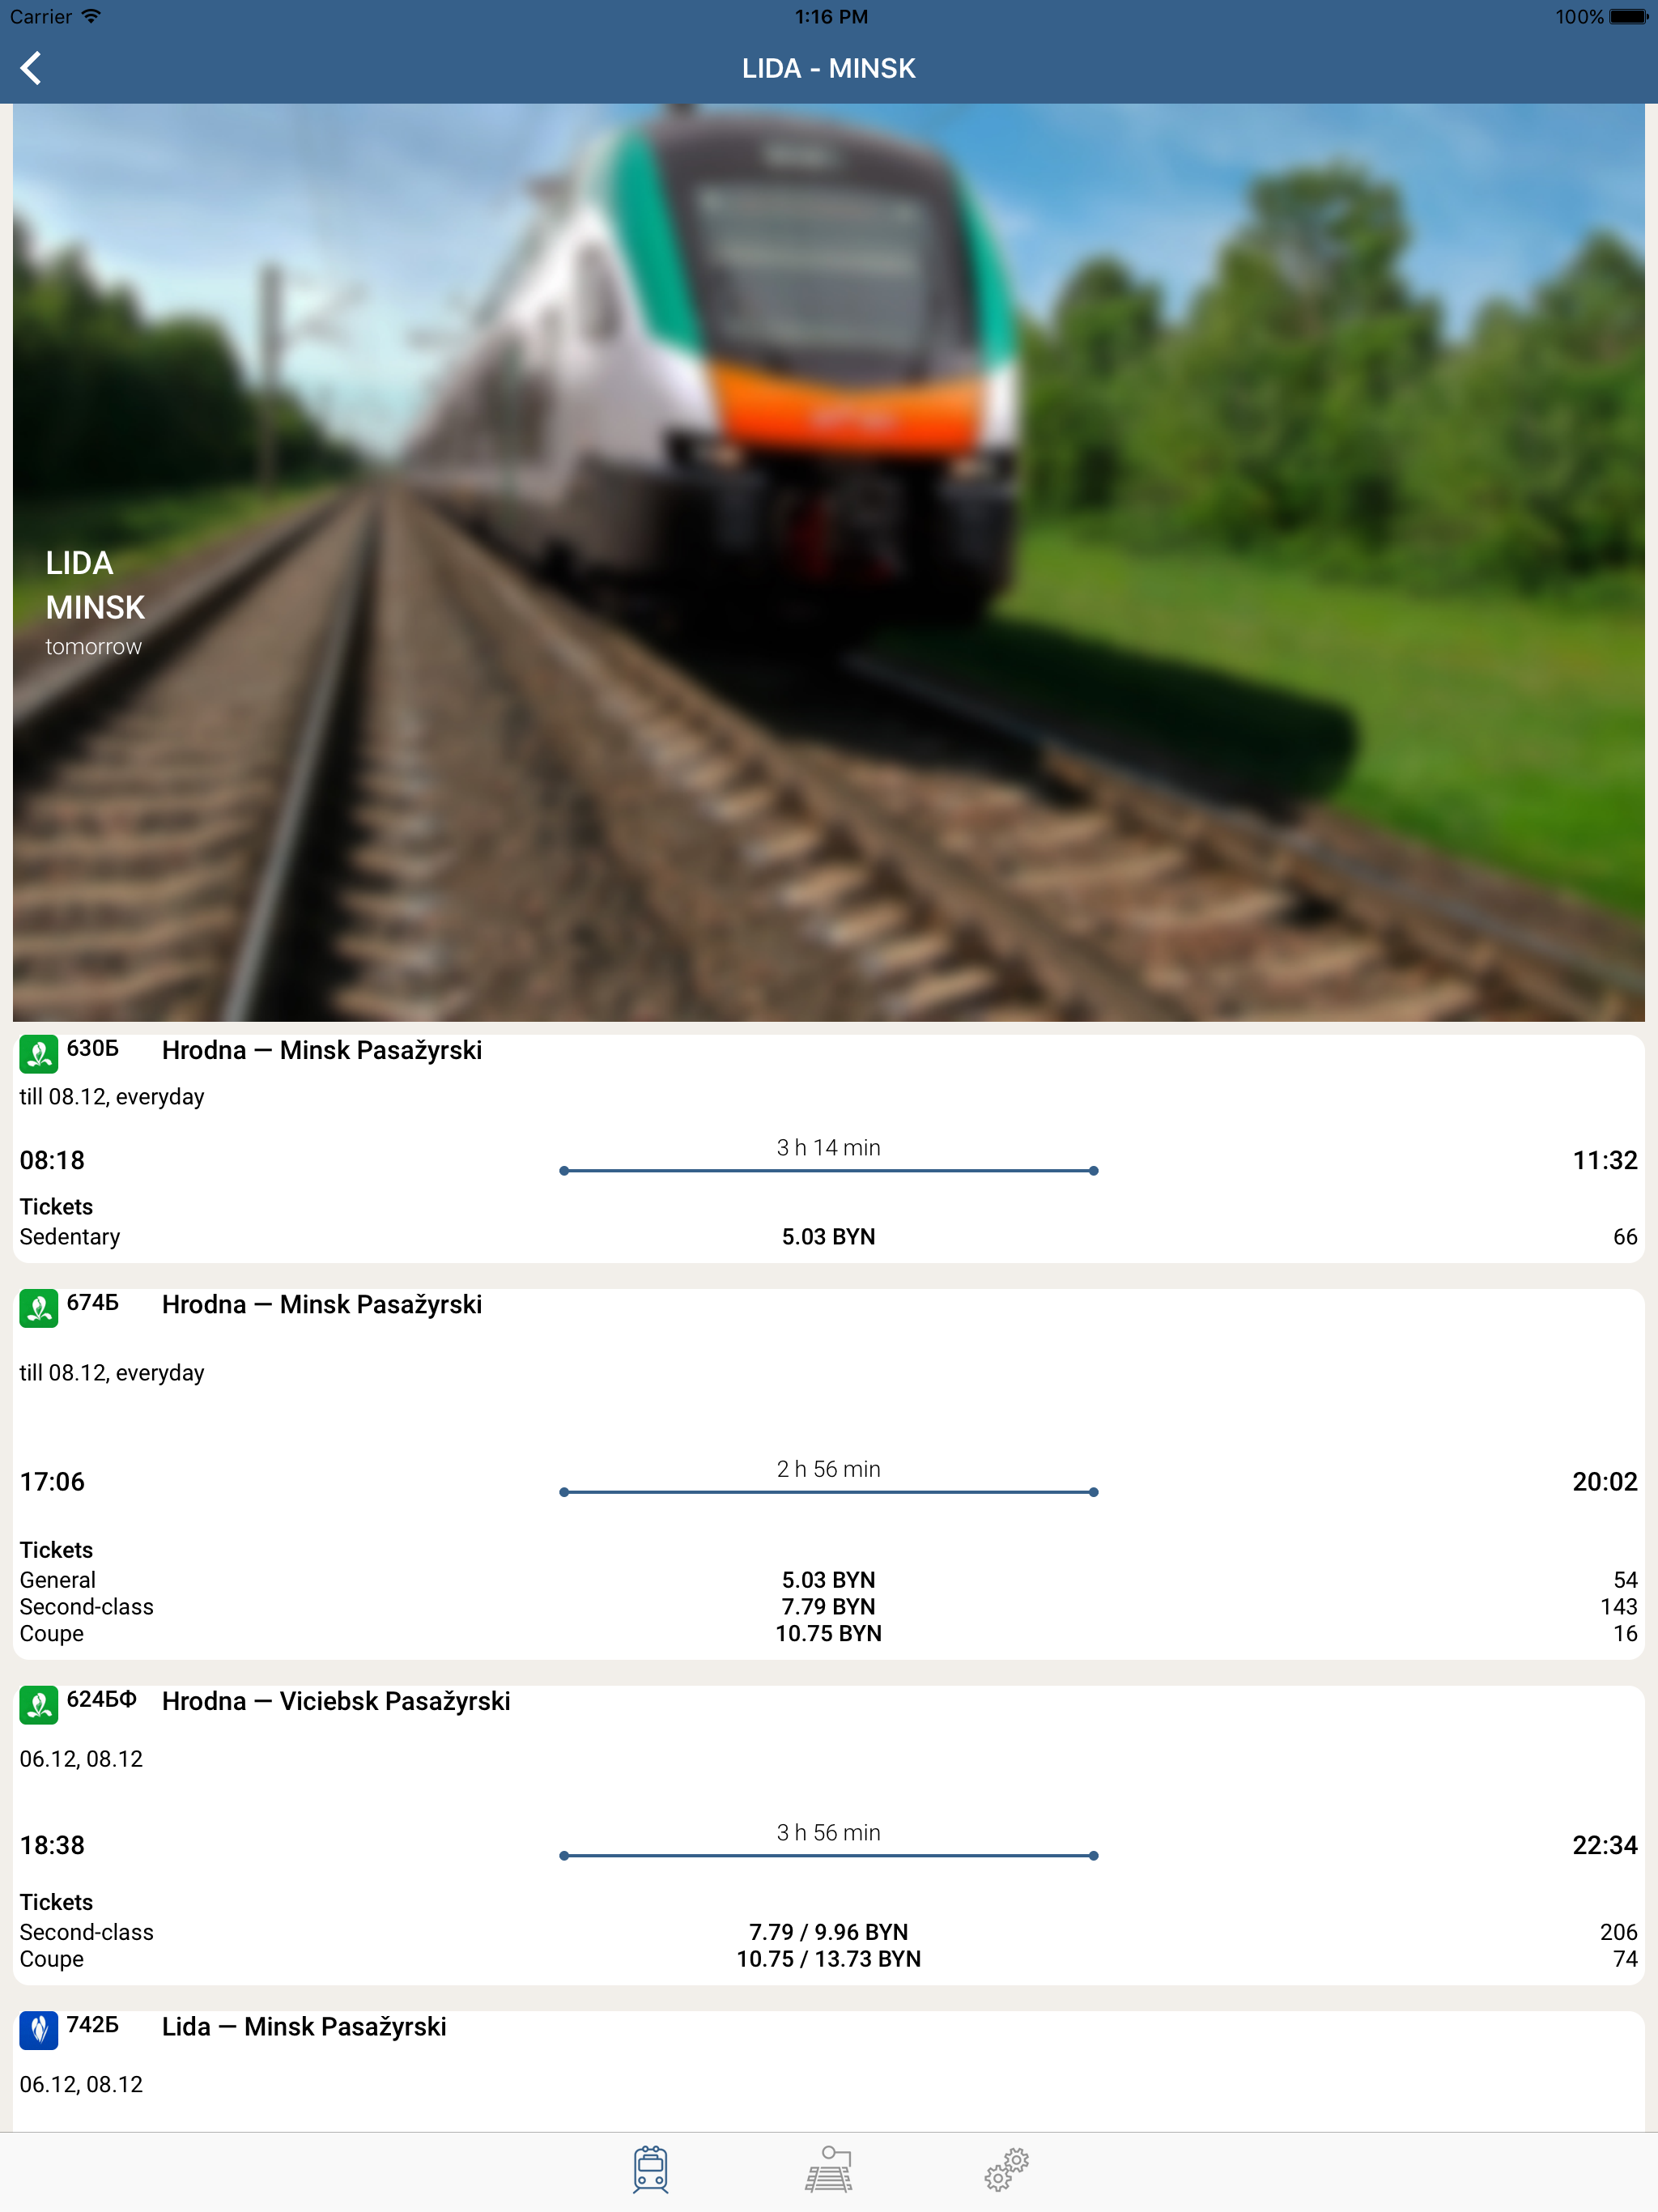 Carrier
1:16 PM
100%
LIDA - MINSK
LIDA
MINSK
tomorrow
630Б Hrodna — Minsk Pasažyrski
till 08.12, everyday
3 h 14 min
08:18 11:32
Tickets
Sedentary 5.03 BYN 66
674Б Hrodna — Minsk Pasažyrski
till 08.12, everyday
2 h 56 min
17:06 20:02
Tickets
General 5.03 BYN 54
Second-class 7.79 BYN 143
Coupe 10.75 BYN 16
624БФ Hrodna — Viciebsk Pasažyrski
06.12, 08.12
3 h 56 min
18:38 22:34
Tickets
Second-class 7.79 / 9.96 BYN 206
Coupe 10.75 / 13.73 BYN 74
742Б Lida — Minsk Pasažyrski
06.12, 08.12